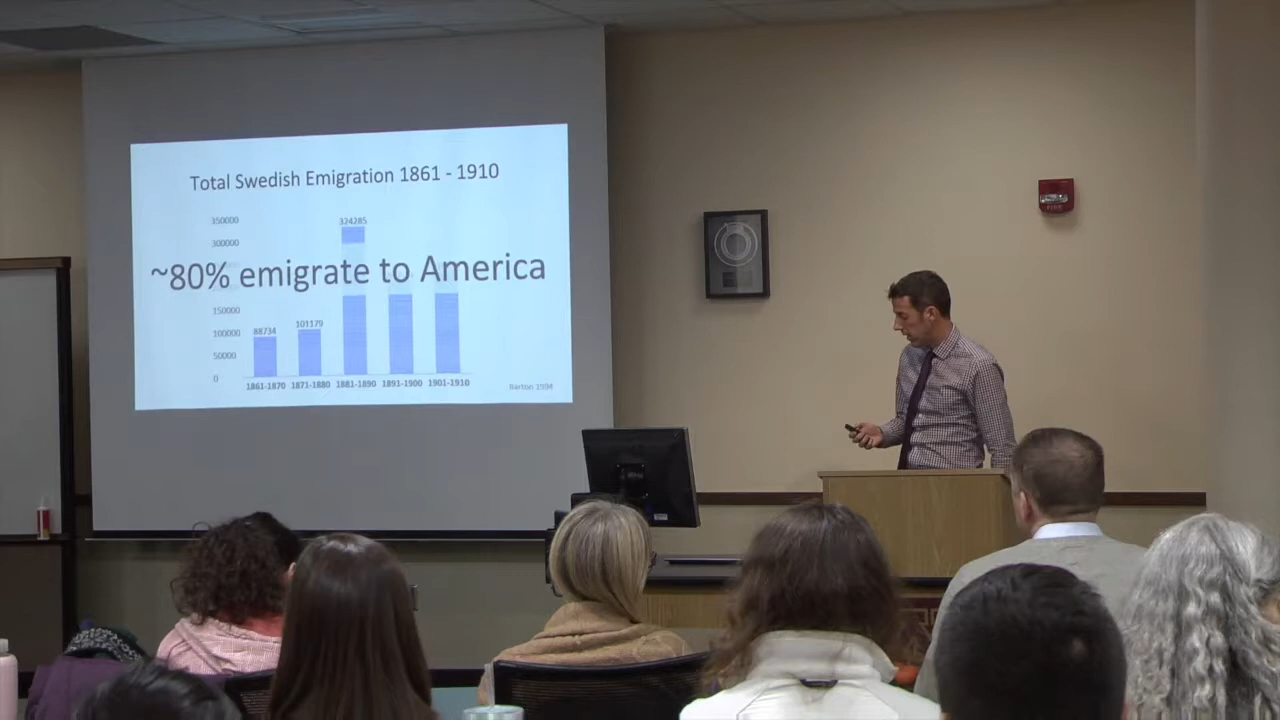 Total Swedish Emigration 1861 - 1910
350000
324285
300000
~80% emigrate to America
150000
100000
88734
101179
50000
0
1861-1870 1871-1880 1881-1890 1891-1900 1901-1910
Barton 1994
FIRE